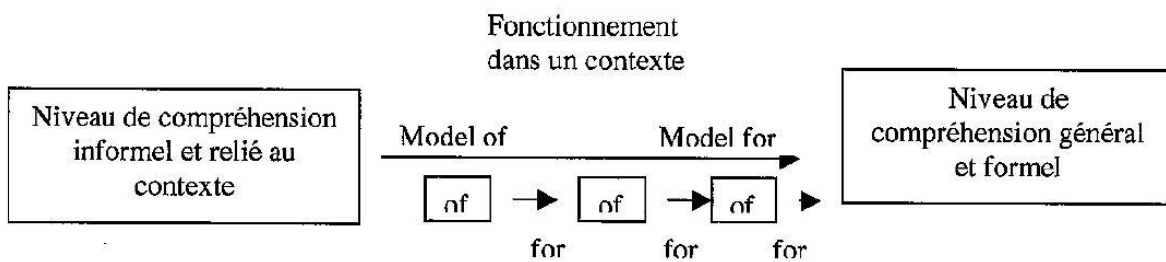 Fonctionnement
dans un contexte
Niveau de compréhension
informel et relié au
contexte
Model of
Model for
of
of
of
for
for
for
Niveau de
compréhension général
et formel